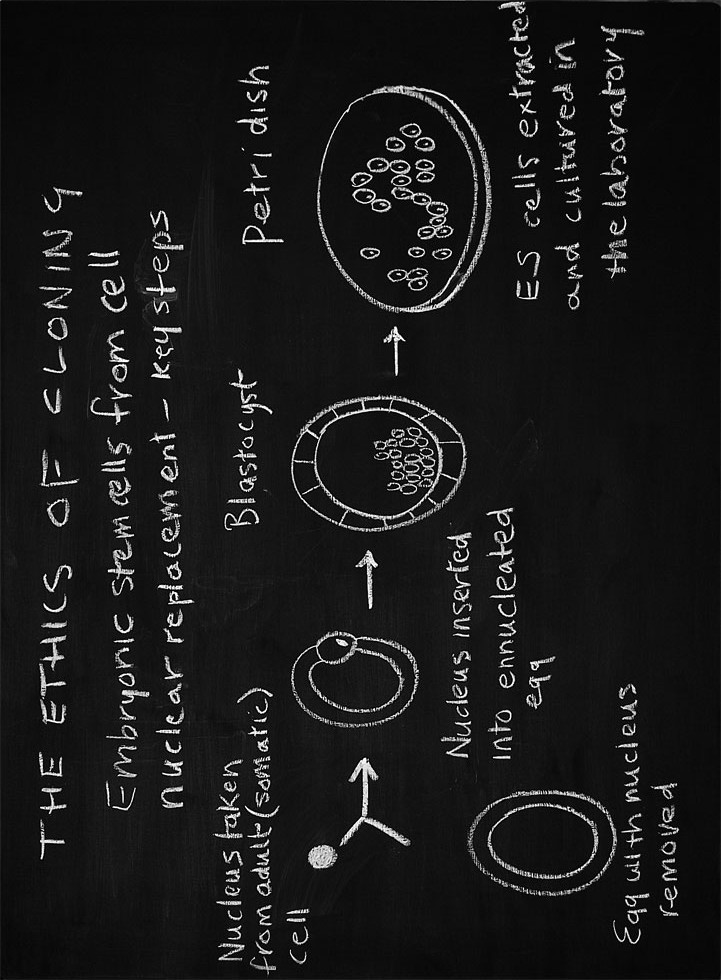 THE ETHICS OF CLONING
Embryonic stem cells from cell
nuclear replacement - key steps
Nucleus taken
from adult (somatic)
cell
Egg with nucleus
removed
Nucleus inserted
into ennucleated
egg
Blastocyst
Petri dish
ES cells extracted
and cultured in
the laboratory